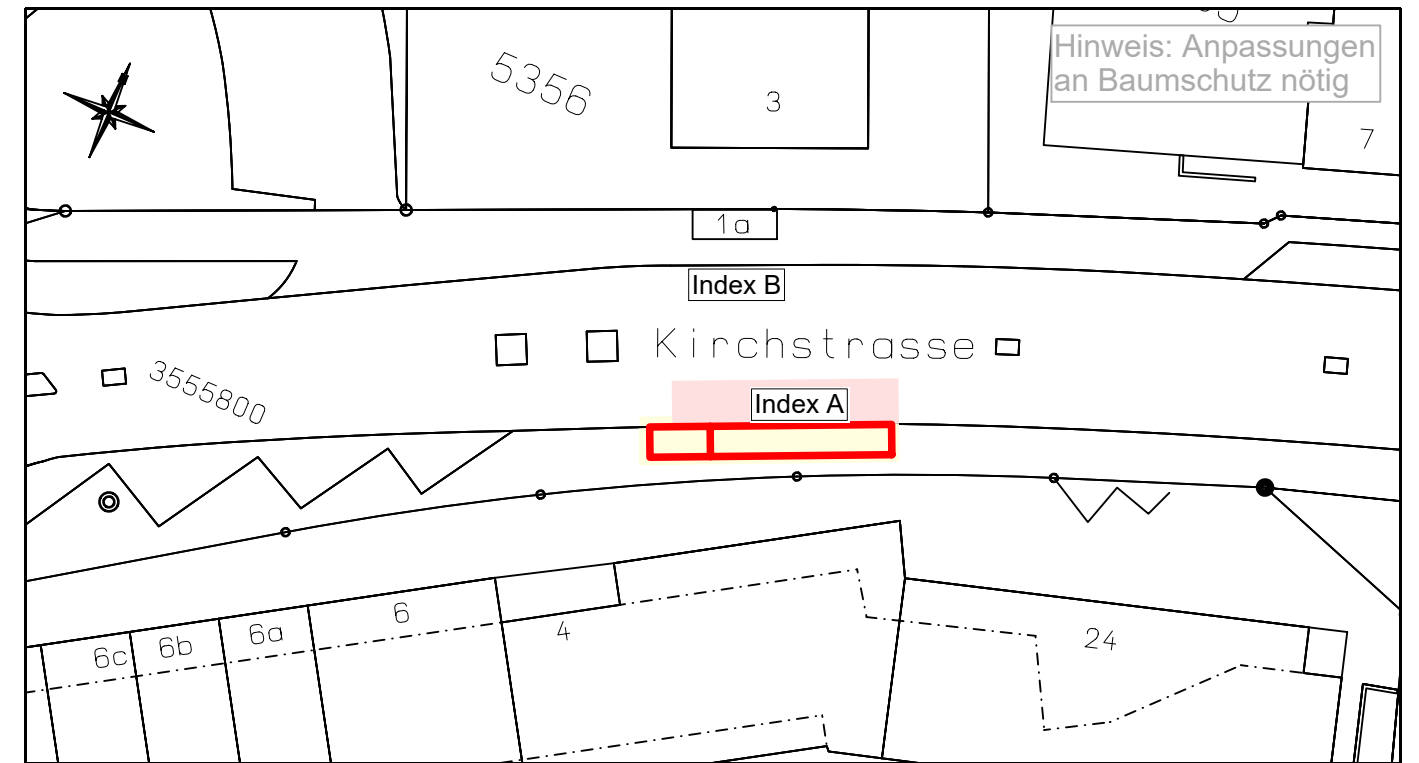 Hinweis: Anpassungen
an Baumschutz nötig
5356
3
7
1a
Index B
Kirchstrasse
3555800
Index A
6
6a
6b
6c
4
24